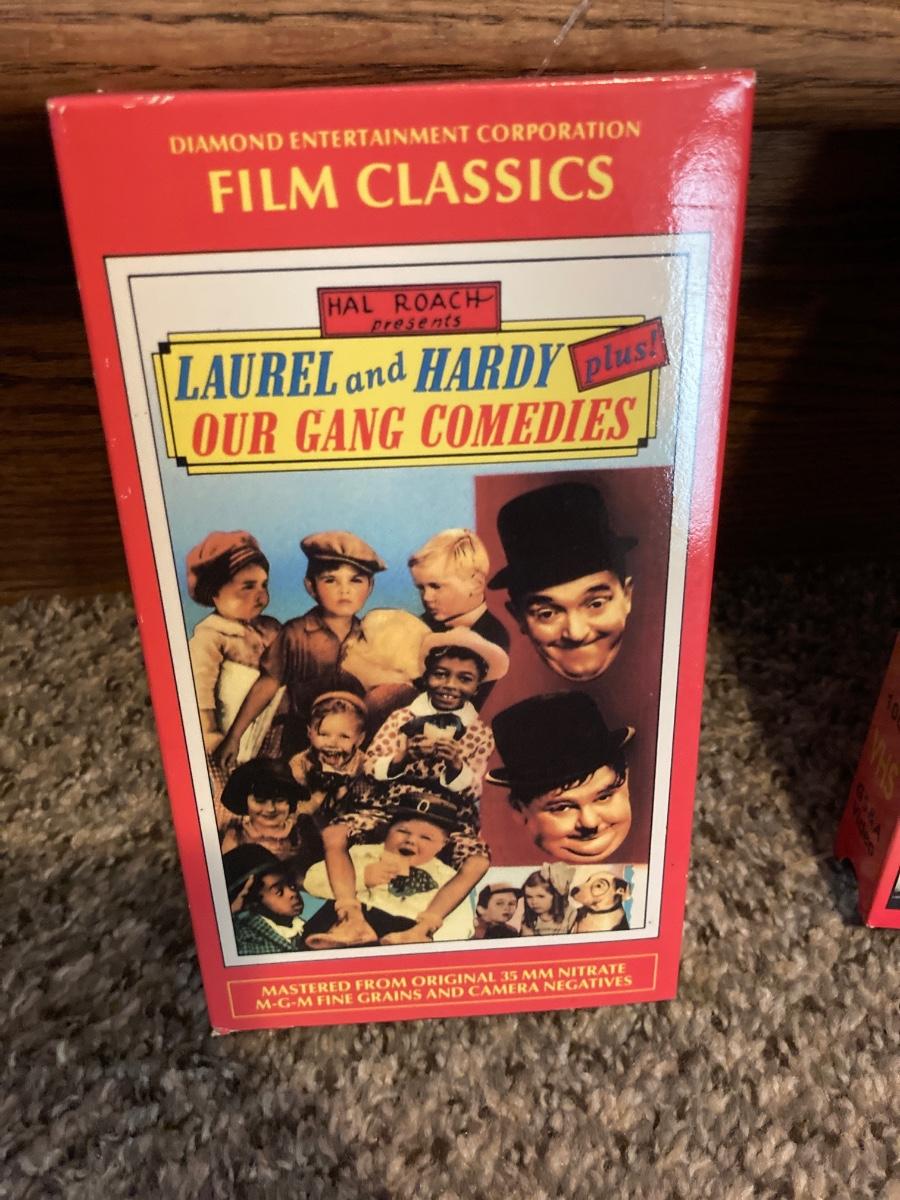 DIAMOND ENTERTAINMENT CORPORATION
FILM CLASSICS
HAL ROACH
presents
LAUREL and HARDY plus!
OUR GANG COMEDIES
MASTERED FROM ORIGINAL 35 MM NITRATE
M-G-M FINE GRAINS AND CAMERA NEGATIVES
VHS